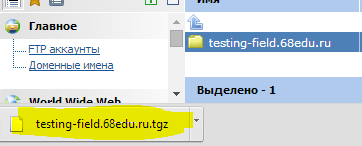 Имя
Главное
FTP аккаунты
Доменные имена
testing-field.68edu.ru
World Wide Web
Выделено - 1
testing-field.68edu.ru.tgz